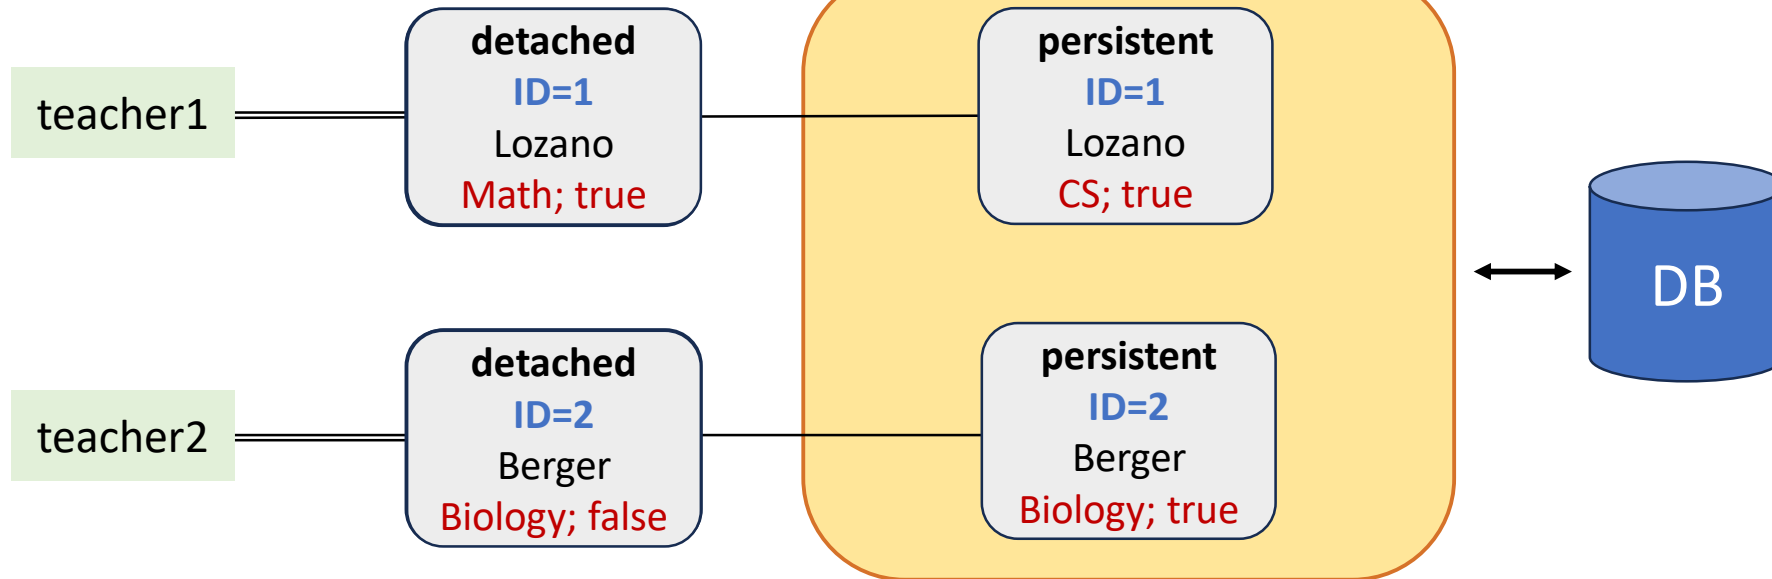 teacher1
detached
ID=1
Lozano
Math; true
persistent
ID=1
Lozano
CS; true
DB
teacher2
detached
ID=2
Berger
Biology; false
persistent
ID=2
Berger
Biology; true